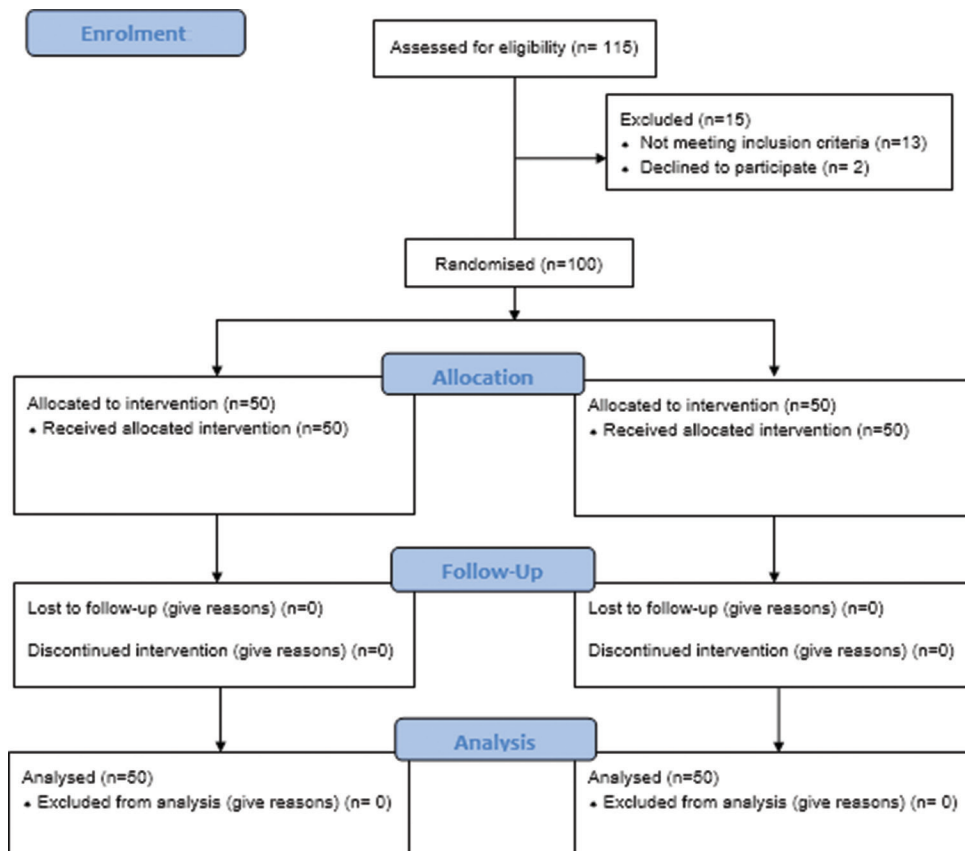 Enrolment
Assessed for eligibility (n= 115)
Excluded (n=15)
• Not meeting inclusion criteria (n=13)
• Declined to participate (n= 2)
Randomised (n=100)
Allocation
Allocated to intervention (n=50)
• Received allocated intervention (n=50)
Allocated to intervention (n=50)
• Received allocated intervention (n=50)
Follow-Up
Lost to follow-up (give reasons) (n=0)
Discontinued intervention (give reasons) (n=0)
Lost to follow-up (give reasons) (n=0)
Discontinued intervention (give reasons) (n=0)
Analysis
Analysed (n=50)
• Excluded from analysis (give reasons) (n= 0)
Analysed (n=50)
• Excluded from analysis (give reasons) (n= 0)